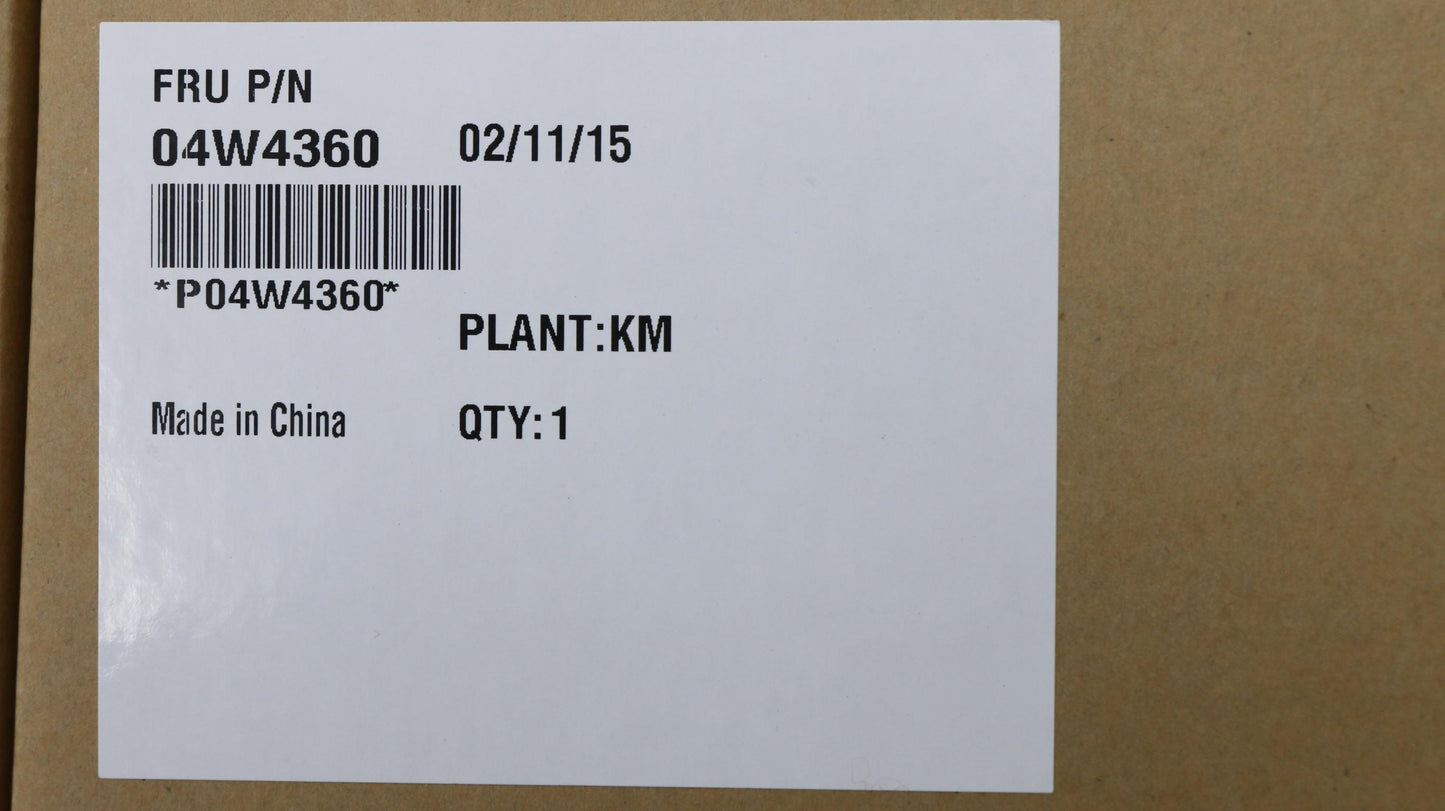 FRU P/N
04W4360 02/11/15
*P04W4360*
PLANT:KM
Made in China QTY: 1